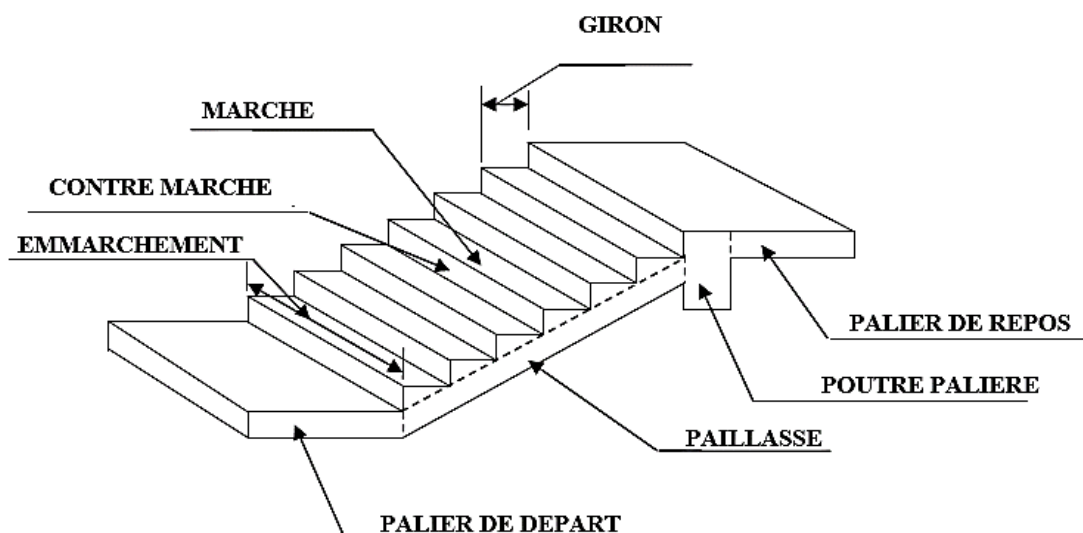 GIRON
MARCHE
CONTRE MARCHE
EMMARCHEMENT
PALIER DE REPOS
POUTRE PALIERE
PAILLASSE
PALIER DE DEPART